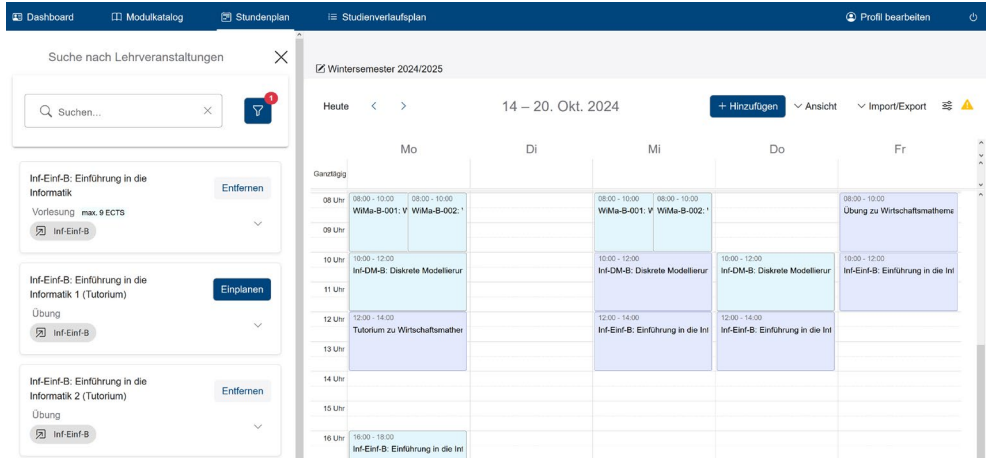 Dashboard
Modulkatalog
Stundenplan
Studienverlaufsplan
Profil bearbeiten
Suche nach Lehrveranstaltungen
Suchen...
1
Inf-Einf-B: Einführung in die
Informatik
Entfernen
Vorlesung max. 9 ECTS
Inf-Einf-B
Inf-Einf-B: Einführung in die
Informatik 1 (Tutorium)
Einplanen
Übung
Inf-Einf-B
Inf-Einf-B: Einführung in die
Informatik 2 (Tutorium)
Entfernen
Übung
Inf-Einf-B
Wintersemester 2024/2025
Heute
14 – 20. Okt. 2024
+ Hinzufügen
Ansicht
Import/Export
Mo
Di
Mi
Do
Fr
Ganztägig
08 Uhr
09 Uhr
10 Uhr
11 Uhr
12 Uhr
13 Uhr
14 Uhr
15 Uhr
16 Uhr
08:00 - 10:00
WiMa-B-001:
08:00 - 10:00
WiMa-B-002:
10:00 - 12:00
Inf-DM-B: Diskrete Modellierur
12:00 - 14:00
Tutorium zu Wirtschaftsmather
16:00 - 18:00
Inf-Einf-B: Einführung in die Inf
08:00 - 10:00
WiMa-B-001:
08:00 - 10:00
WiMa-B-002:
10:00 - 12:00
Inf-DM-B: Diskrete Modellierur
12:00 - 14:00
Inf-Einf-B: Einführung in die Inf
10:00 - 12:00
Inf-DM-B: Diskrete Modellierur
12:00 - 14:00
Inf-Einf-B: Einführung in die Inf
08:00 - 10:00
Übung zu Wirtschaftsmathema
10:00 - 12:00
Inf-Einf-B: Einführung in die Inf